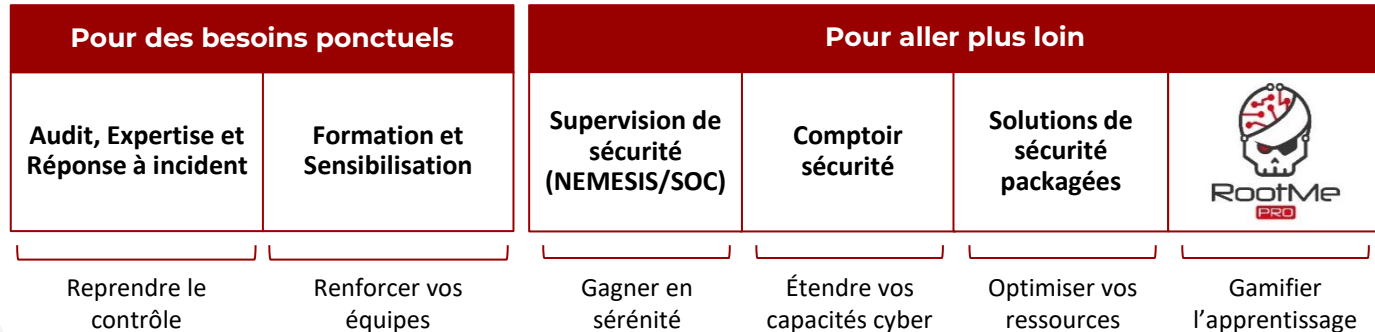 Pour des besoins ponctuels
Pour aller plus loin
Audit, Expertise et
Réponse à incident
Formation et
Sensibilisation
Supervision de
sécurité
(NEMESIS/SOC)
Comptoir
sécurité
Solutions de
sécurité
packagées
RootMe
PRO
Reprendre le
contrôle
Renforcer vos
équipes
Gagner en
sérénité
Étendre vos
capacités cyber
Optimiser vos
ressources
Gamifier
l’apprentissage